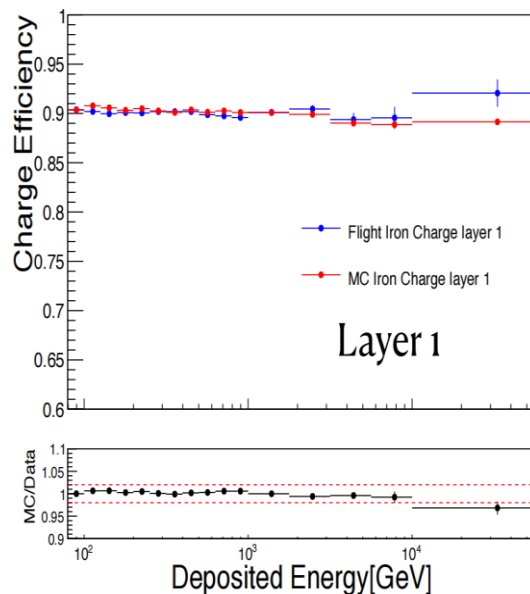 Charge Efficiency
1
0.95
0.9
0.85
0.8
0.75
0.7
0.65
0.6
Flight Iron Charge layer 1
MC Iron Charge layer 1
Layer 1
MC/Data
1.1
1.05
1
0.95
0.9
10²
10³
10⁴
Deposited Energy[GeV]